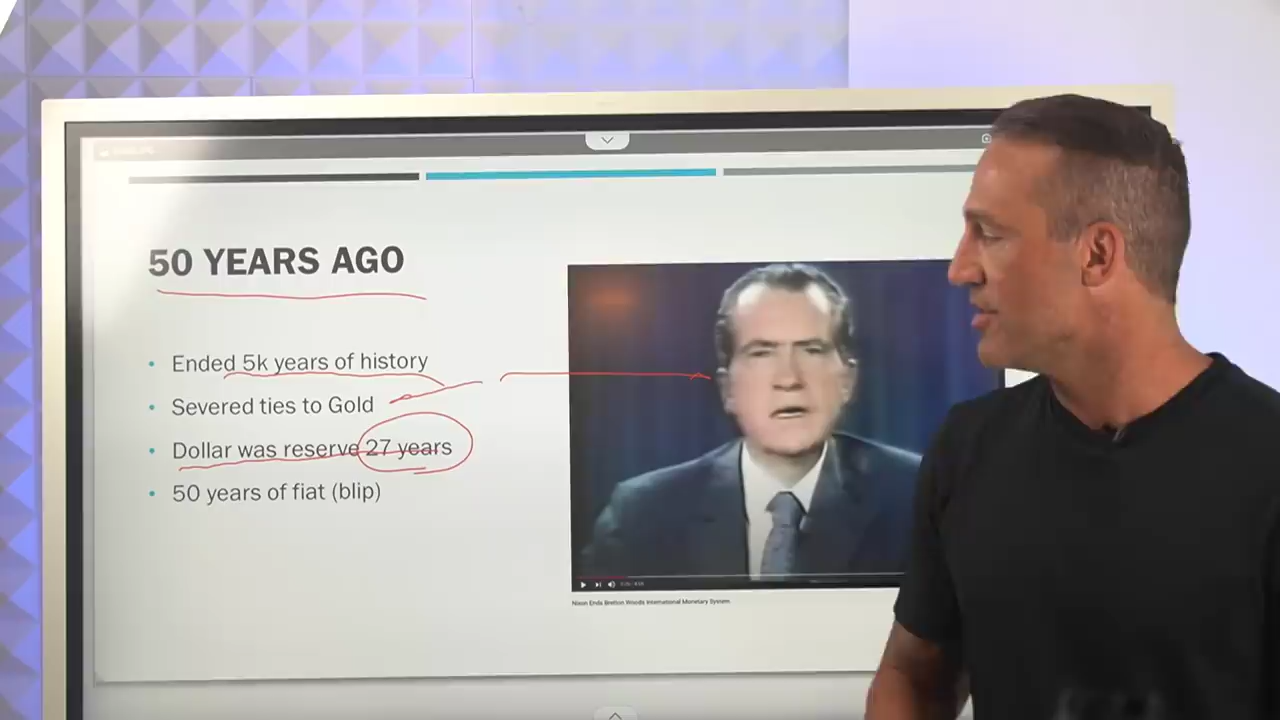 50 YEARS AGO
• Ended 5k years of history
• Severed ties to Gold
• Dollar was reserve 27 years
• 50 years of fiat (blip)
Nixon Ends Bretton Woods International Monetary System